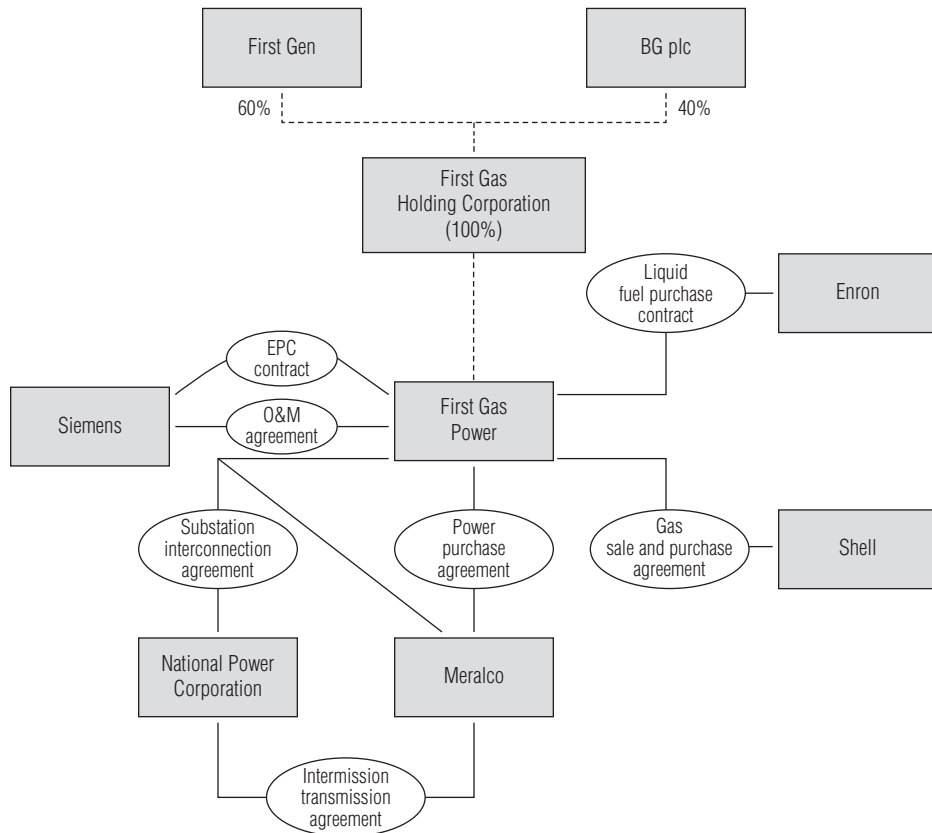 First Gen
BG plc
60%
40%
First Gas
Holding Corporation
(100%)
Liquid
fuel purchase
contract
Enron
EPC
contract
Siemens
O&M
agreement
First Gas
Power
Substation
interconnection
agreement
Power
purchase
agreement
Gas
sale and purchase
agreement
Shell
National Power
Corporation
Meralco
Intermission
transmission
agreement